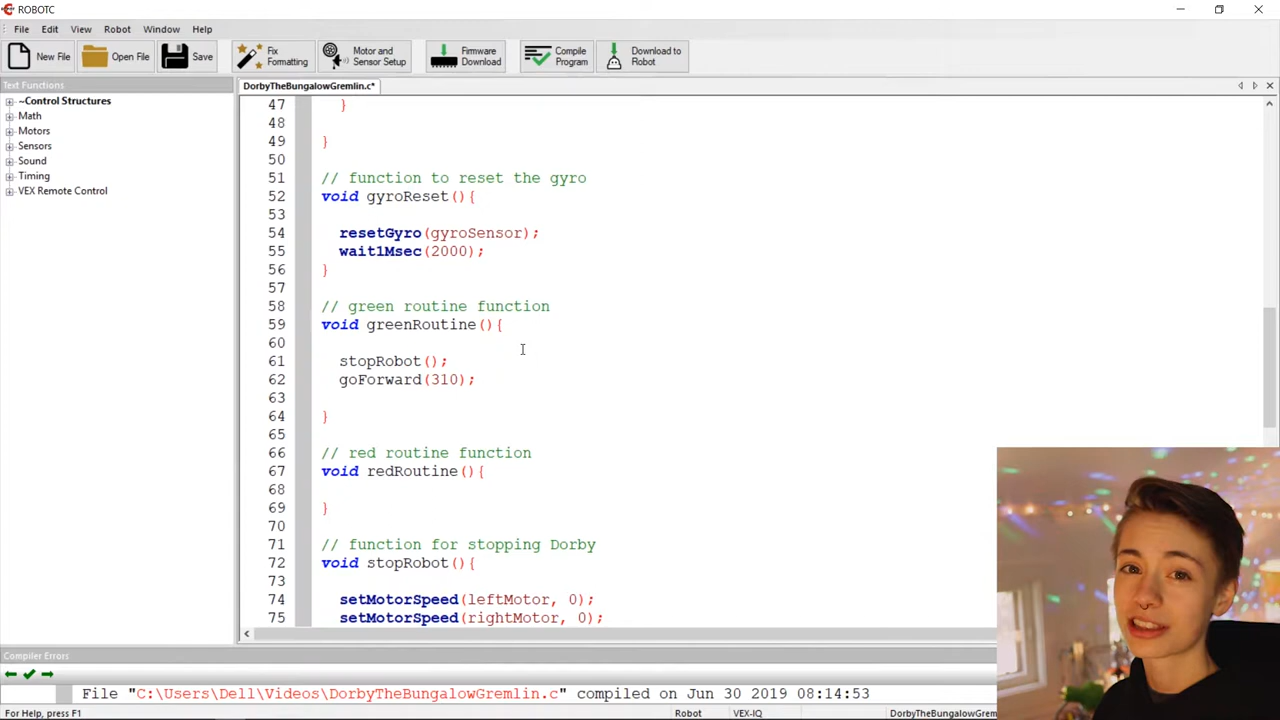 ROBOTC
File Edit View Robot Window Help
New File Open File Save Fix Formatting Motor and Sensor Setup Firmware Download Compile Program Download to Robot
Text Functions
DorbyTheBungalowGremlin.c*
~Control Structures
Math
Motors
Sensors
Sound
Timing
VEX Remote Control
47 }
48
49 }
50
51 // function to reset the gyro
52 void gyroReset(){
53
54 resetGyro(gyroSensor);
55 wait1Msec(2000);
56 }
57
58 // green routine function
59 void greenRoutine(){
60
61 stopRobot();
62 goForward(310);
63
64 }
65
66 // red routine function
67 void redRoutine(){
68
69 }
70
71 // function for stopping Dorby
72 void stopRobot(){
73
74 setMotorSpeed(leftMotor, 0);
75 setMotorSpeed(rightMotor, 0);
Compiler Errors
File "C:\Users\Dell\Videos\DorbyTheBungalowGremlin.c" compiled on Jun 30 2019 08:14:53
For Help, press F1 Robot VEX-IQ DorbyTheBungalowGrem